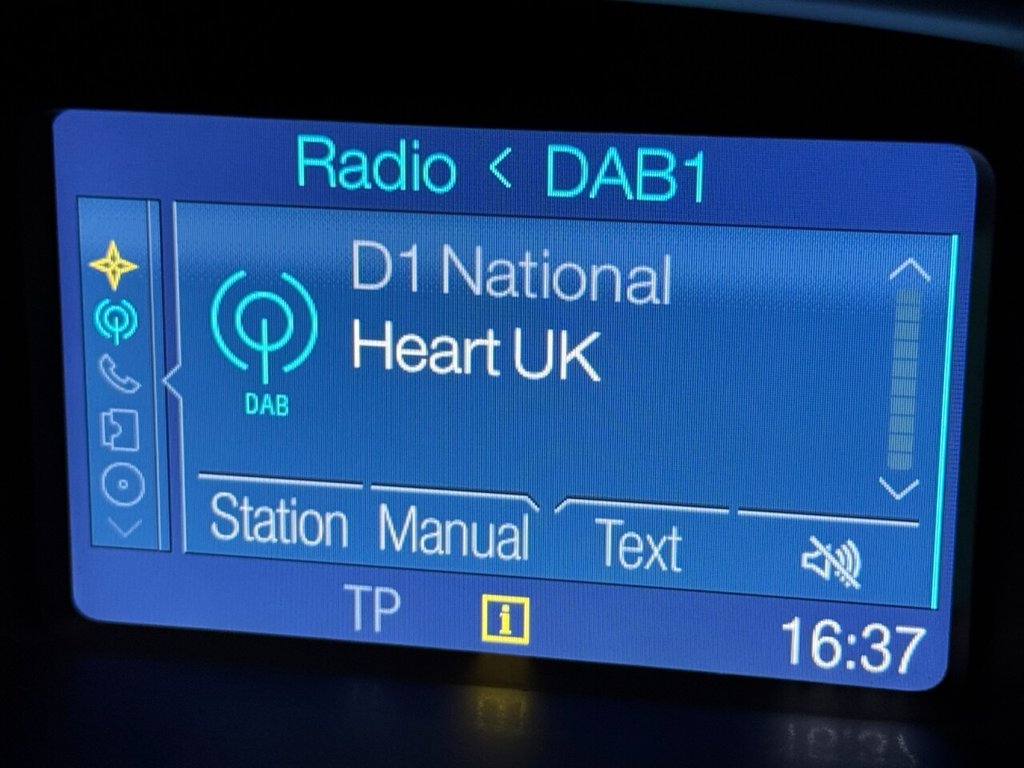 Radio < DAB1
D1 National
Heart UK
DAB
Station Manual Text
TP i 16:37